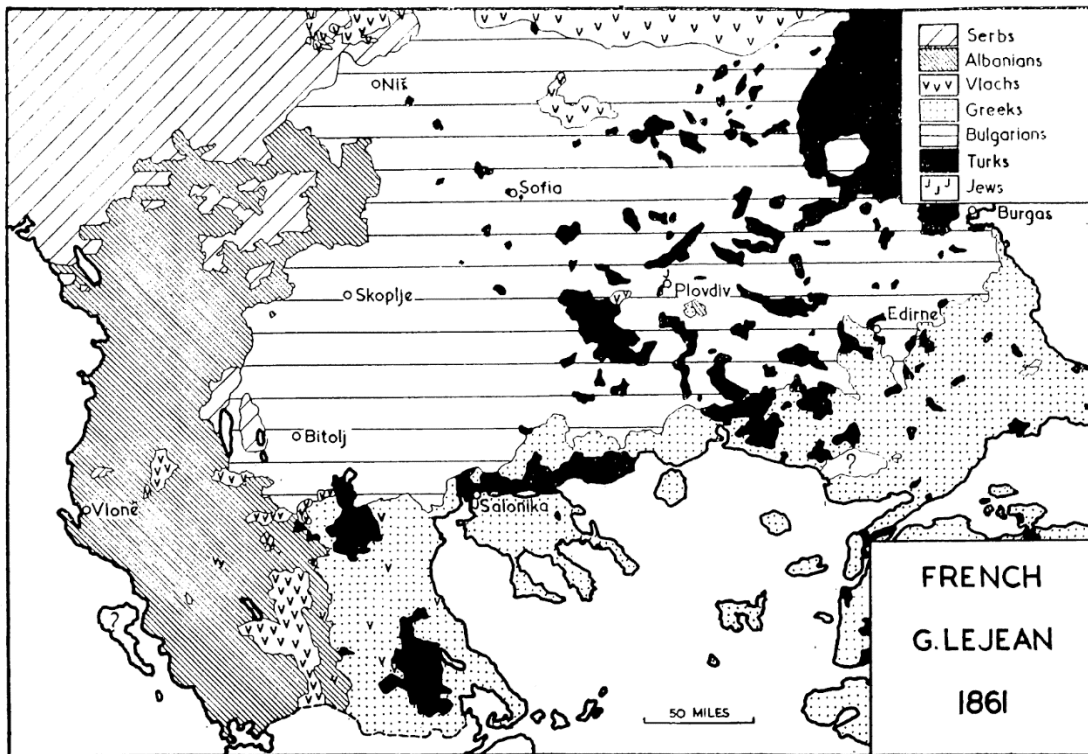 Serbs
Albanians
Vlachs
Greeks
Bulgarians
Turks
Jews
Niš
Sofia
Burgas
Skoplje
Plovdiv
Edirne
Bitolj
?
Vlonë
Salonika
?
50 MILES
FRENCH
G. LEJEAN
1861